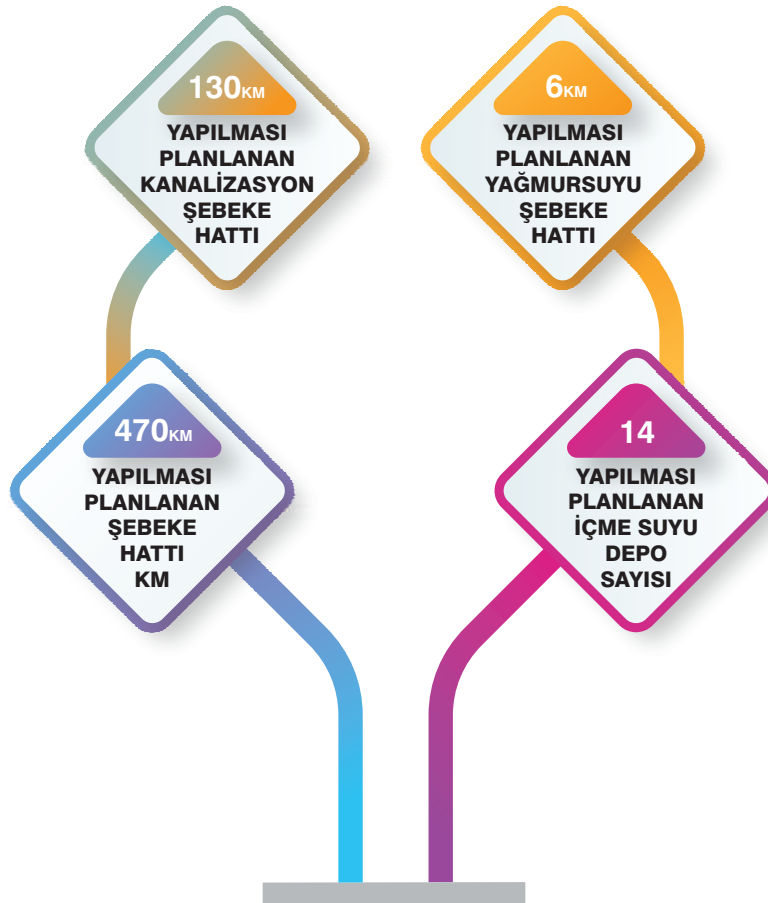 130KM
YAPILMASI
PLANLANAN
KANALİZASYON
ŞEBEKE
HATTI
6KM
YAPILMASI
PLANLANAN
YAĞMURSUYU
ŞEBEKE
HATTI
470KM
YAPILMASI
PLANLANAN
ŞEBEKE
HATTI
KM
14
YAPILMASI
PLANLANAN
İÇME SUYU
DEPO
SAYISI